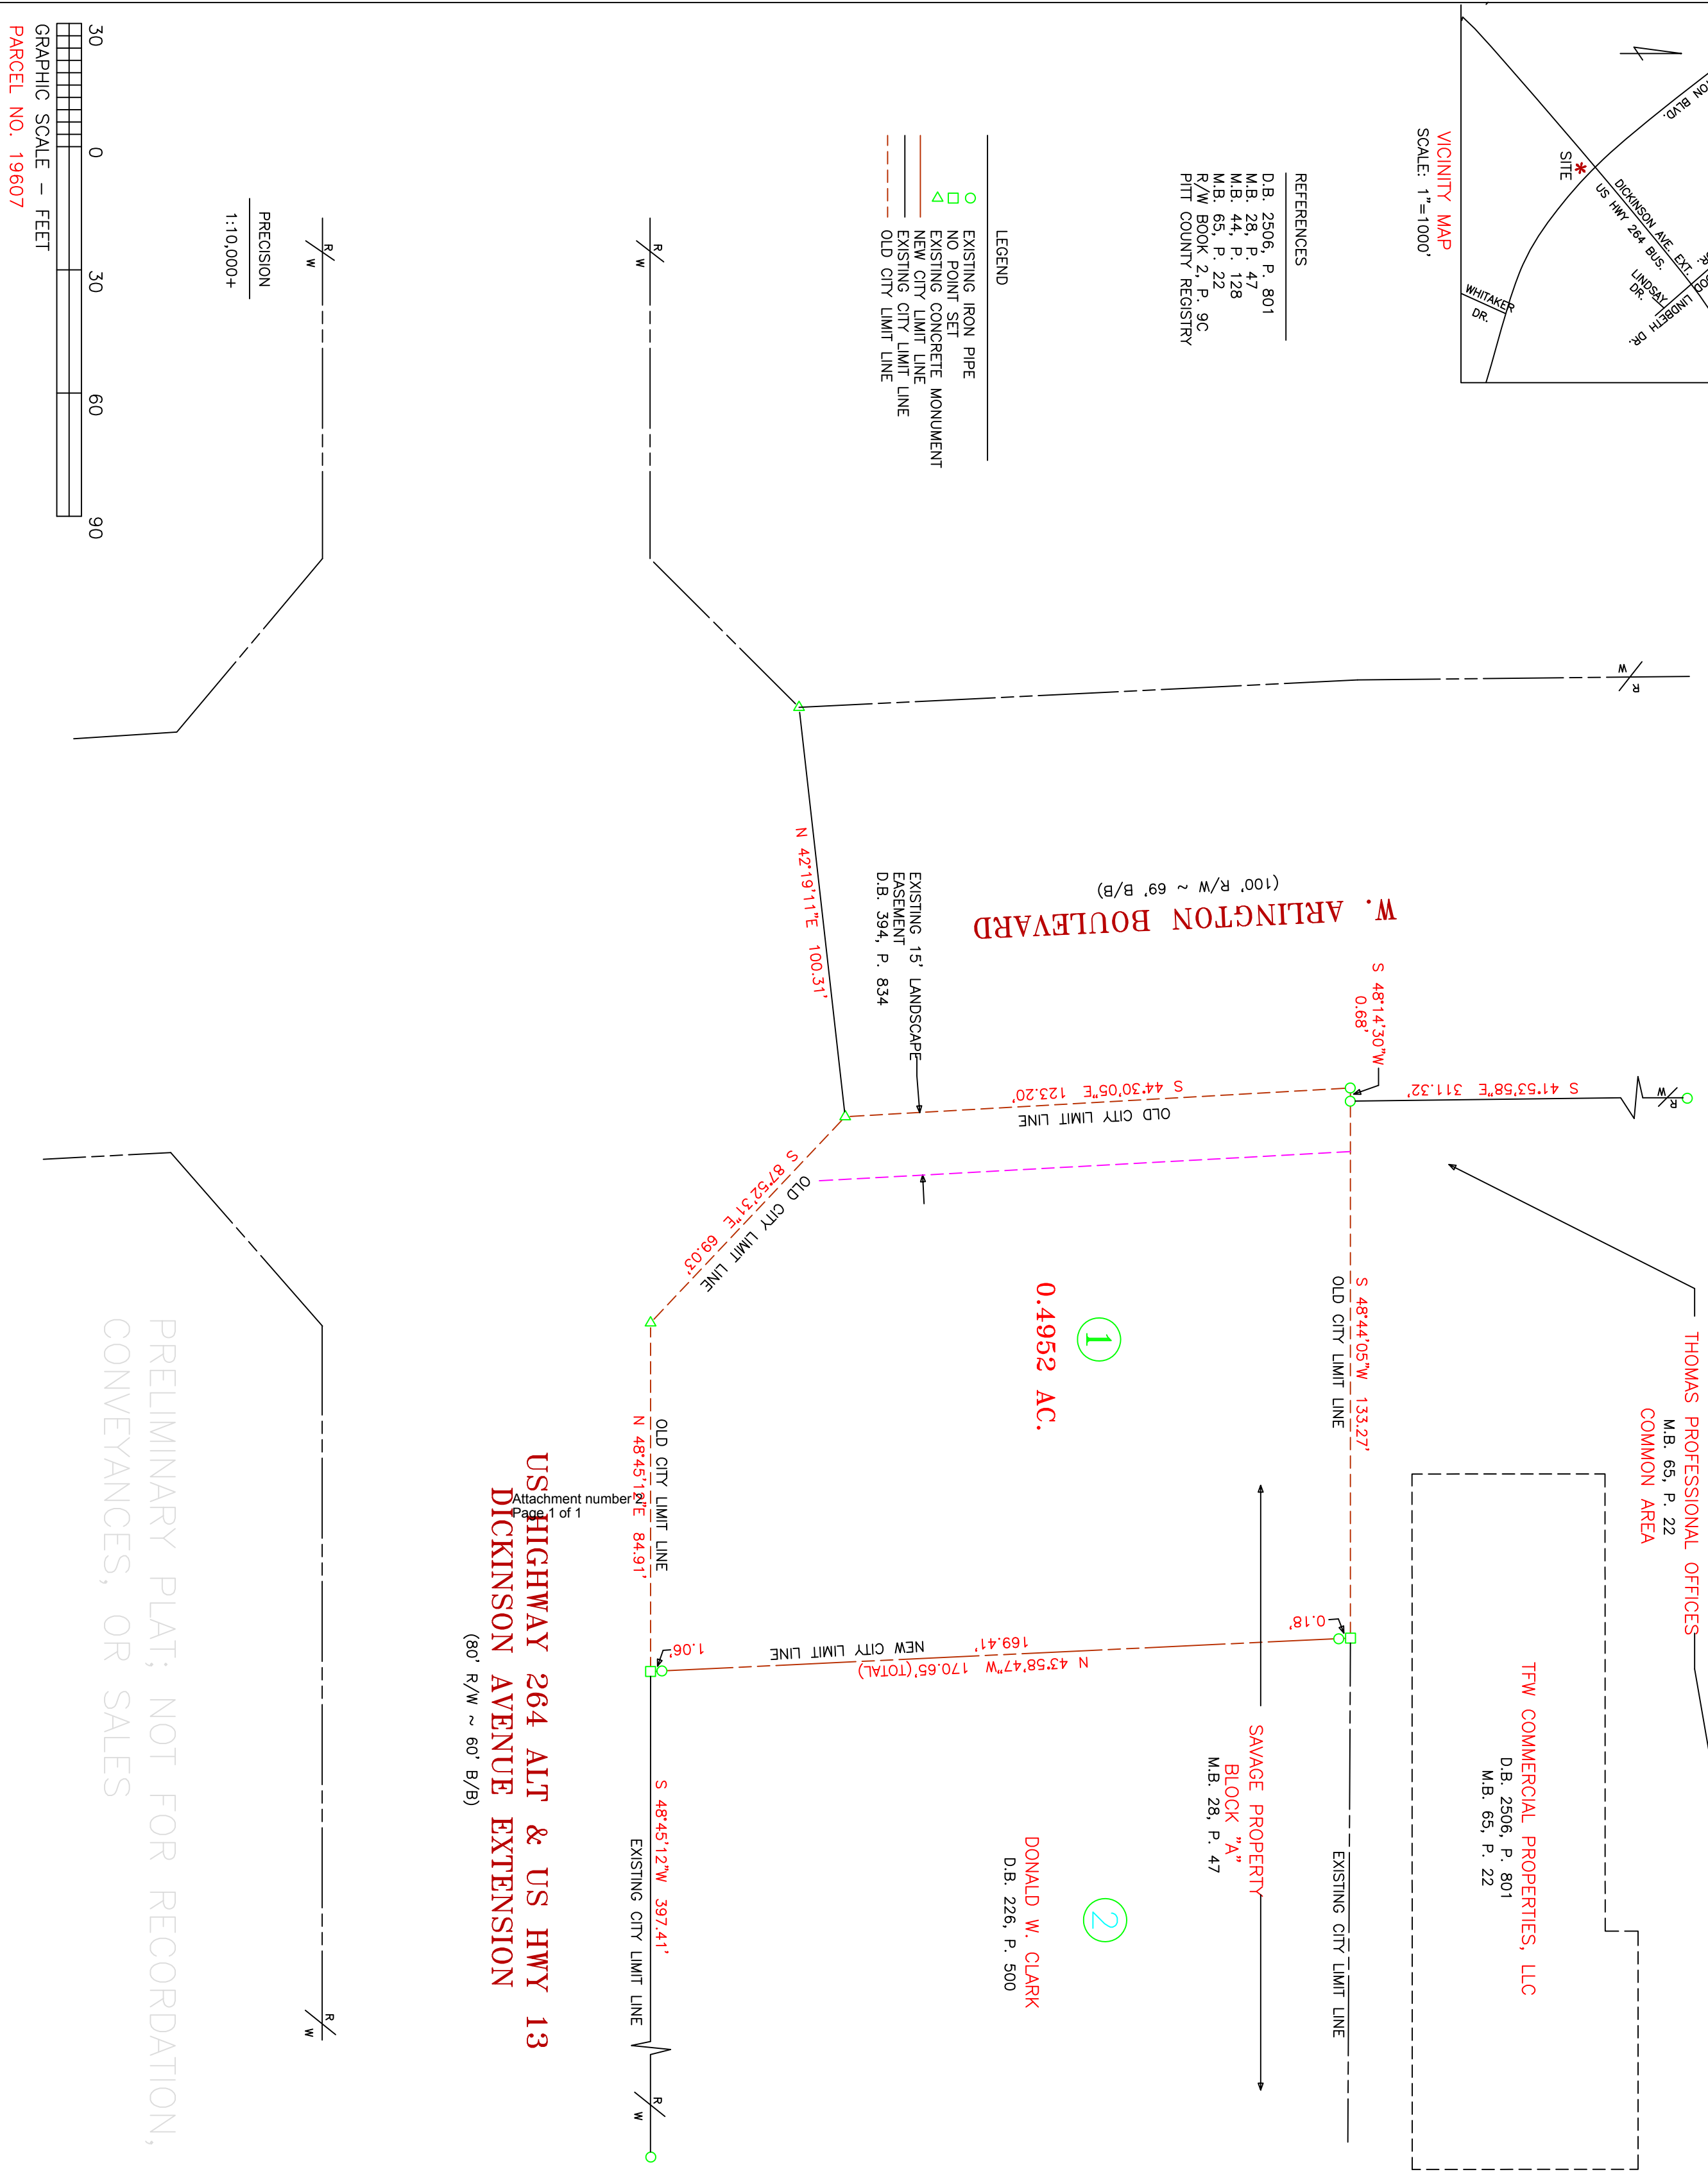 ON BLVD.
DICKINSON AVE. EXT.
US HWY 264 BUS.
LINDSAY
DR.
LINDBETH DR.
WHITAKER
DR.
SITE
VICINITY MAP
SCALE: 1"=1000'
REFERENCES
D.B. 2506, P. 801
M.B. 28, P. 47
M.B. 44, P. 128
M.B. 65, P. 22
R/W BOOK 2, P. 9C
PITT COUNTY REGISTRY
LEGEND
EXISTING IRON PIPE
NO POINT SET
EXISTING CONCRETE MONUMENT
NEW CITY LIMIT LINE
EXISTING CITY LIMIT LINE
OLD CITY LIMIT LINE
R/W
R/W
PRECISION
1:10,000+
30 0 30 60 90
GRAPHIC SCALE - FEET
PARCEL NO. 19607
R/W
W. ARLINGTON BOULEVARD
(100' R/W ~ 69' B/B)
N 42°19'11"E 100.31'
EXISTING 15' LANDSCAPE
EASEMENT
D.B. 394, P. 834
S 48°14'30"W
0.68'
S 41°53'58"E 311.32'
R/W
S 44°30'05"E 123.20'
OLD CITY LIMIT LINE
S 87°52'31"E 69.03'
OLD CITY LIMIT LINE
S 48°44'05"W 133.27'
OLD CITY LIMIT LINE
1
0.4952 AC.
OLD CITY LIMIT LINE
N 48°45'12"E 84.91'
Attachment number 2
Page 1 of 1
0.18'
1.06'
NEW CITY LIMIT LINE
169.41'
N 43°58'47"W 170.65'(TOTAL)
THOMAS PROFESSIONAL OFFICES
M.B. 65, P. 22
COMMON AREA
TFW COMMERCIAL PROPERTIES, LLC
D.B. 2506, P. 801
M.B. 65, P. 22
EXISTING CITY LIMIT LINE
SAVAGE PROPERTY
BLOCK "A"
M.B. 28, P. 47
2
DONALD W. CLARK
D.B. 226, P. 500
S 48°45'12"W 397.41'
EXISTING CITY LIMIT LINE
R/W
US HIGHWAY 264 ALT & US HWY 13
DICKINSON AVENUE EXTENSION
(80' R/W ~ 60' B/B)
R/W
PRELIMINARY PLAT; NOT FOR RECORDATION,
CONVEYANCES, OR SALES